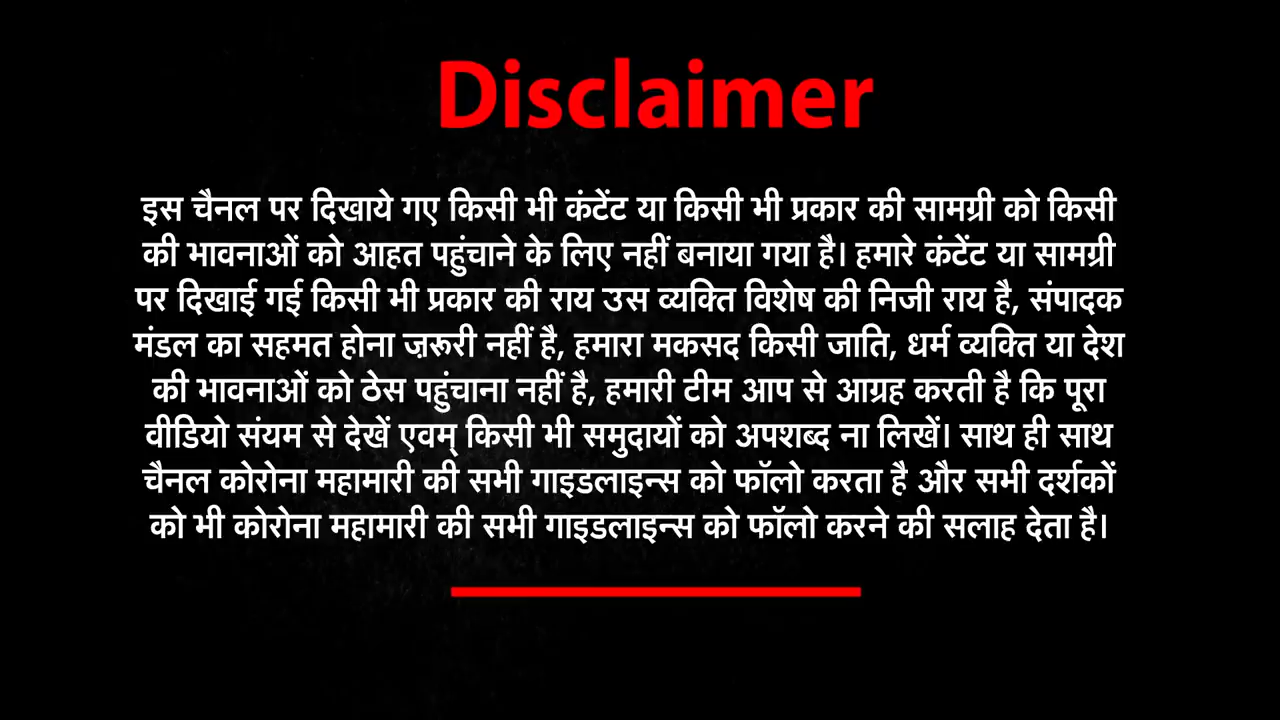 Disclaimer
इस चैनल पर दिखाये गए किसी भी कंटेंट या किसी भी प्रकार की सामग्री को किसी
की भावनाओं को आहत पहुंचाने के लिए नहीं बनाया गया है। हमारे कंटेंट या सामग्री
पर दिखाई गई किसी भी प्रकार की राय उस व्यक्ति विशेष की निजी राय है, संपादक
मंडल का सहमत होना ज़रूरी नहीं है, हमारा मकसद किसी जाति, धर्म व्यक्ति या देश
की भावनाओं को ठेस पहुंचाना नहीं है, हमारी टीम आप से आग्रह करती है कि पूरा
वीडियो संयम से देखें एवम् किसी भी समुदायों को अपशब्द ना लिखें। साथ ही साथ
चैनल कोरोना महामारी की सभी गाइडलाइन्स को फॉलो करता है और सभी दर्शकों
को भी कोरोना महामारी की सभी गाइडलाइन्स को फॉलो करने की सलाह देता है।